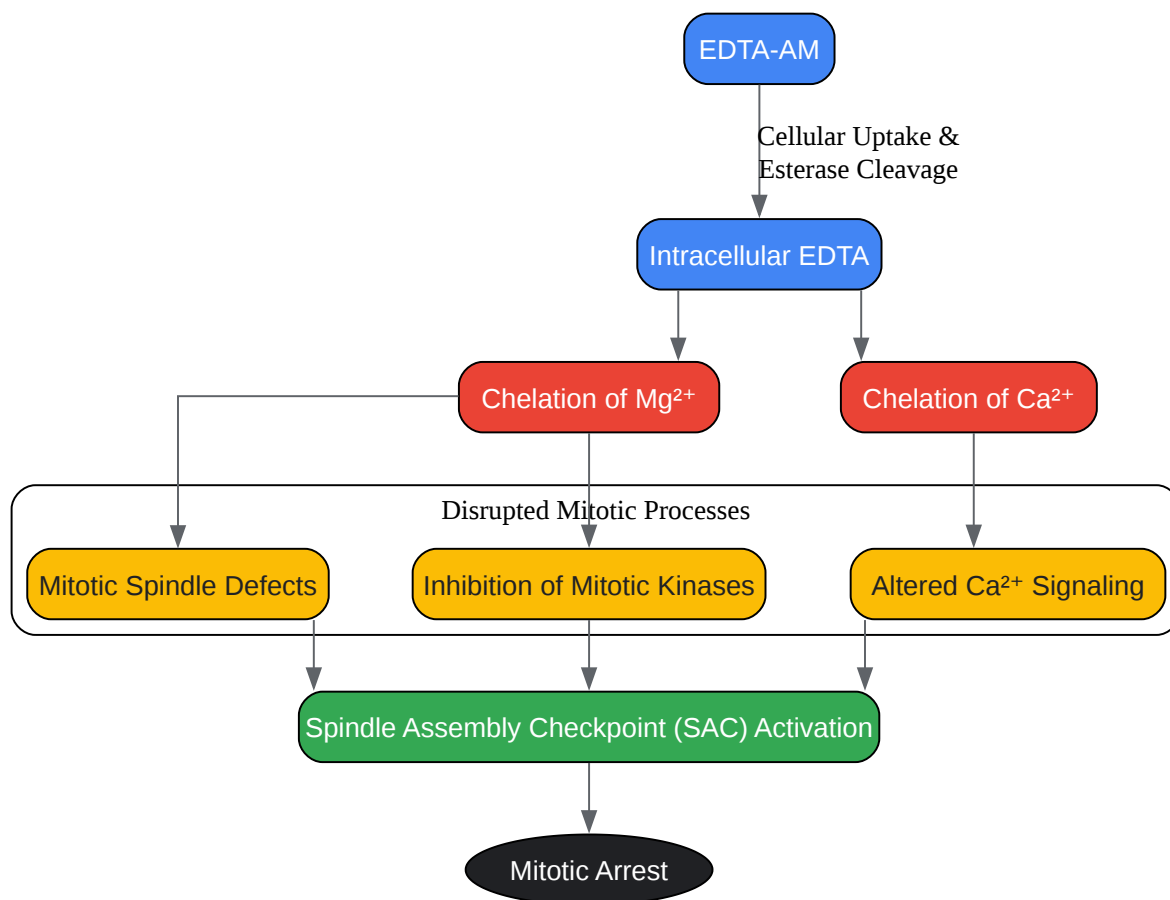 EDTA-AM
Cellular Uptake &
Esterase Cleavage
Intracellular EDTA
Chelation of Mg²⁺
Chelation of Ca²⁺
Disrupted Mitotic Processes
Mitotic Spindle Defects
Inhibition of Mitotic Kinases
Altered Ca²⁺ Signaling
Spindle Assembly Checkpoint (SAC) Activation
Mitotic Arrest